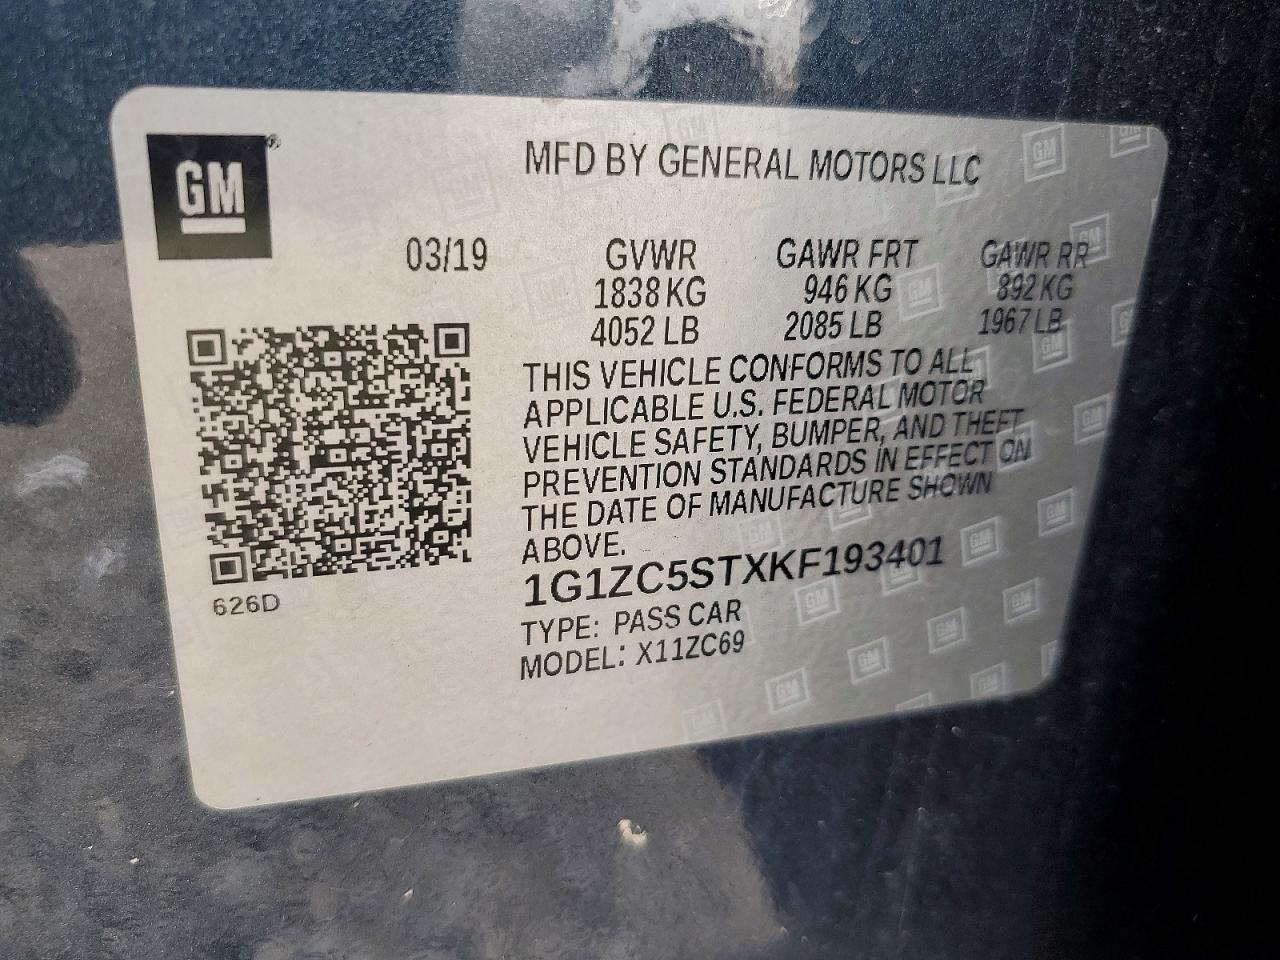 GM
MFD BY GENERAL MOTORS LLC
03/19 GVWR GAWR FRT GAWR RR
1838 KG 946 KG 892 KG
4052 LB 2085 LB 1967 LB
THIS VEHICLE CONFORMS TO ALL
APPLICABLE U.S. FEDERAL MOTOR
VEHICLE SAFETY, BUMPER, AND THEFT
PREVENTION STANDARDS IN EFFECT ON
THE DATE OF MANUFACTURE SHOWN
ABOVE.
1G1ZC5STXKF193401
TYPE: PASS CAR
MODEL: X11ZC69
626D